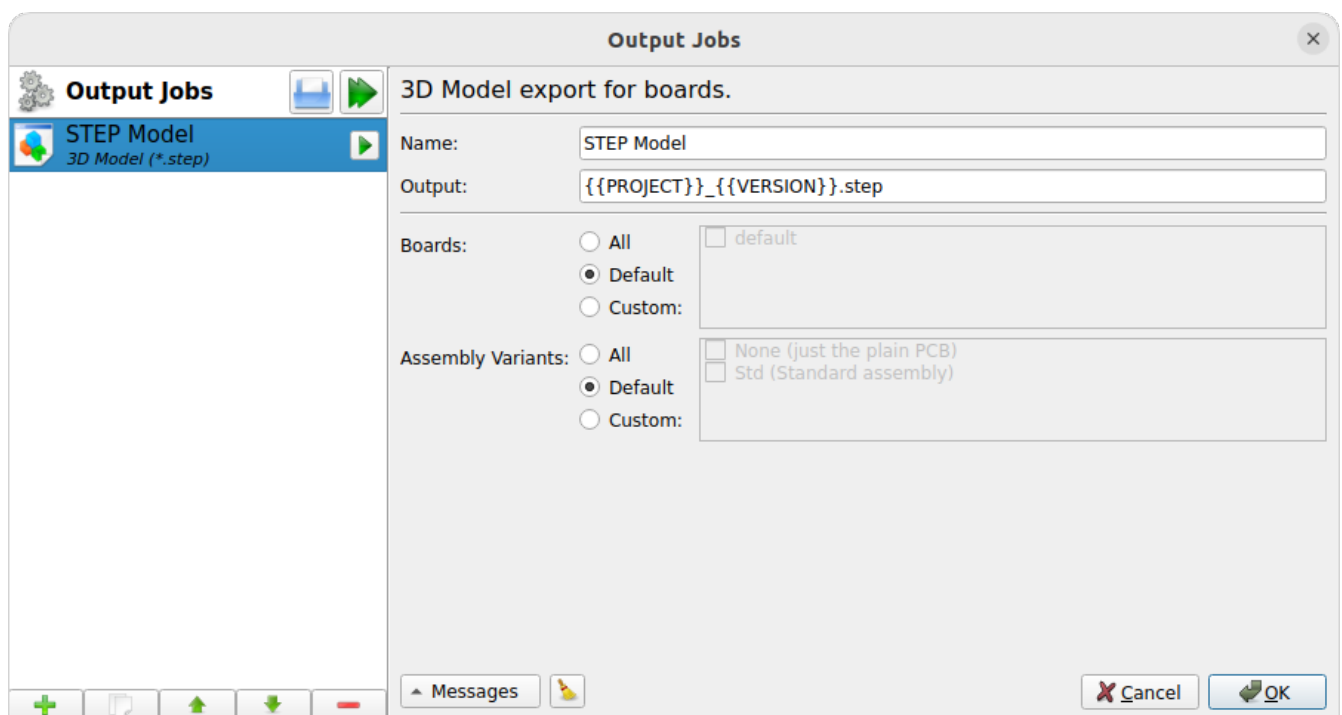 Output Jobs
Output Jobs
STEP Model
3D Model (*.step)
3D Model export for boards.
Name: STEP Model
Output: {{PROJECT}}_{{VERSION}}.step
Boards:
All
Default
Custom:
default
Assembly Variants:
All
Default
Custom:
None (just the plain PCB)
Std (Standard assembly)
Messages
Cancel
OK